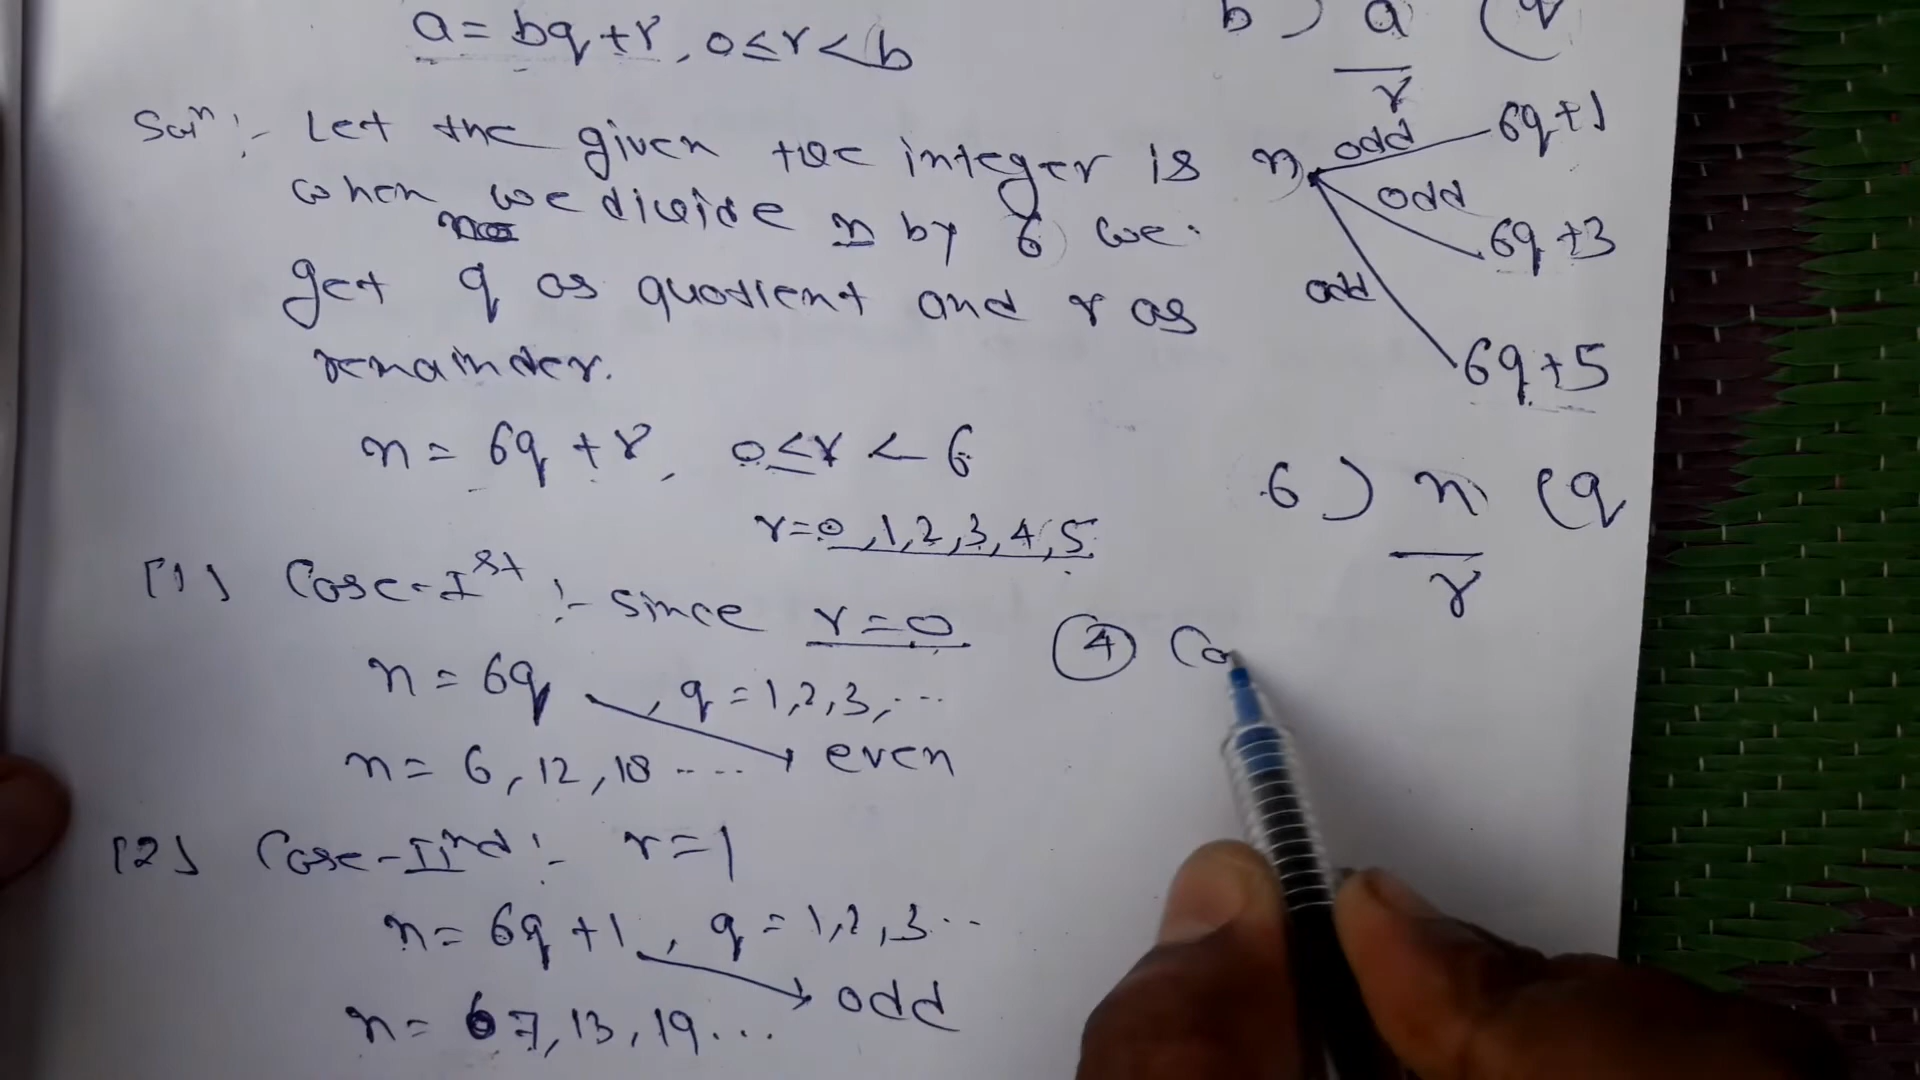 a = bq + r, 0 ≤ r < b
b ) a ( q
r
Soln :- Let the given +ve integer is n
when we divide n by 6 we
get q as quotient and r as
remainder.
odd 6q+1
odd 6q+3
odd 6q+5
n = 6q + r, 0 ≤ r < 6
r = 0, 1, 2, 3, 4, 5.
6 ) n ( q
r
[1] Case-Ist :- since r = 0
n = 6q , q = 1, 2, 3, ...
n = 6, 12, 18 .... even
[2] Case-IInd :- r = 1
n = 6q + 1 , q = 1, 2, 3 ..
n = 7, 13, 19 ... odd
4 Ca